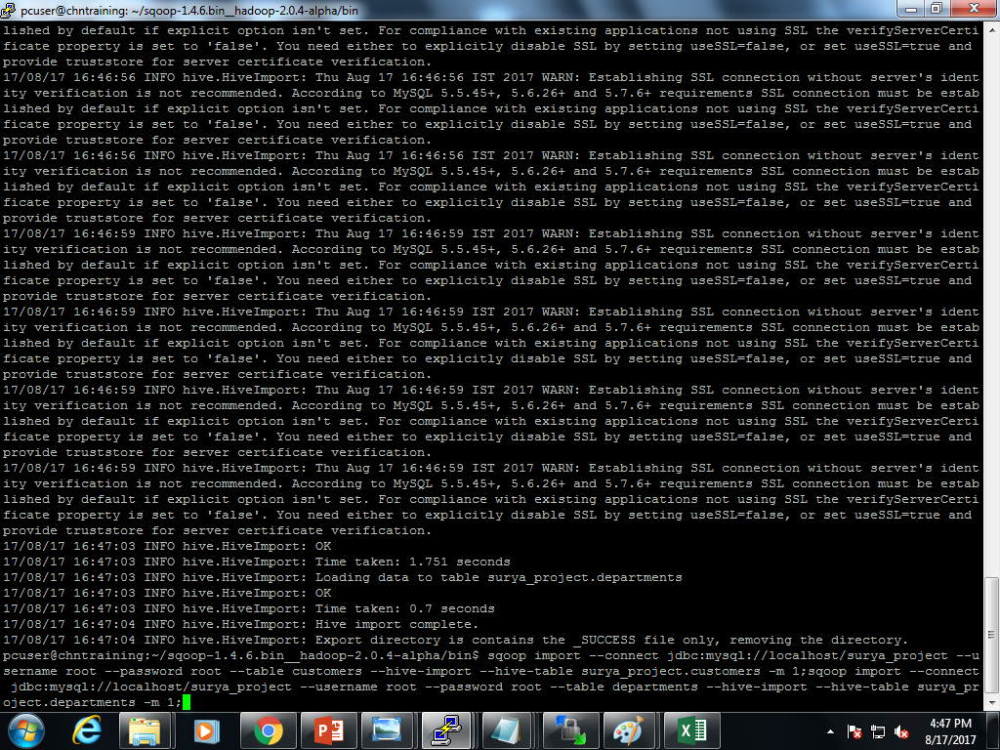 pcuser@chntraining: ~/sqoop-1.4.6.bin__hadoop-2.0.4-alpha/bin
lished by default if explicit option isn't set. For compliance with existing applications not using SSL the verifyServerCerti
ficate property is set to 'false'. You need either to explicitly disable SSL by setting useSSL=false, or set useSSL=true and
provide truststore for server certificate verification.
17/08/17 16:46:56 INFO hive.HiveImport: Thu Aug 17 16:46:56 IST 2017 WARN: Establishing SSL connection without server's ident
ity verification is not recommended. According to MySQL 5.5.45+, 5.6.26+ and 5.7.6+ requirements SSL connection must be estab
lished by default if explicit option isn't set. For compliance with existing applications not using SSL the verifyServerCerti
ficate property is set to 'false'. You need either to explicitly disable SSL by setting useSSL=false, or set useSSL=true and
provide truststore for server certificate verification.
17/08/17 16:46:56 INFO hive.HiveImport: Thu Aug 17 16:46:56 IST 2017 WARN: Establishing SSL connection without server's ident
ity verification is not recommended. According to MySQL 5.5.45+, 5.6.26+ and 5.7.6+ requirements SSL connection must be estab
lished by default if explicit option isn't set. For compliance with existing applications not using SSL the verifyServerCerti
ficate property is set to 'false'. You need either to explicitly disable SSL by setting useSSL=false, or set useSSL=true and
provide truststore for server certificate verification.
17/08/17 16:46:59 INFO hive.HiveImport: Thu Aug 17 16:46:59 IST 2017 WARN: Establishing SSL connection without server's ident
ity verification is not recommended. According to MySQL 5.5.45+, 5.6.26+ and 5.7.6+ requirements SSL connection must be estab
lished by default if explicit option isn't set. For compliance with existing applications not using SSL the verifyServerCerti
ficate property is set to 'false'. You need either to explicitly disable SSL by setting useSSL=false, or set useSSL=true and
provide truststore for server certificate verification.
17/08/17 16:46:59 INFO hive.HiveImport: Thu Aug 17 16:46:59 IST 2017 WARN: Establishing SSL connection without server's ident
ity verification is not recommended. According to MySQL 5.5.45+, 5.6.26+ and 5.7.6+ requirements SSL connection must be estab
lished by default if explicit option isn't set. For compliance with existing applications not using SSL the verifyServerCerti
ficate property is set to 'false'. You need either to explicitly disable SSL by setting useSSL=false, or set useSSL=true and
provide truststore for server certificate verification.
17/08/17 16:46:59 INFO hive.HiveImport: Thu Aug 17 16:46:59 IST 2017 WARN: Establishing SSL connection without server's ident
ity verification is not recommended. According to MySQL 5.5.45+, 5.6.26+ and 5.7.6+ requirements SSL connection must be estab
lished by default if explicit option isn't set. For compliance with existing applications not using SSL the verifyServerCerti
ficate property is set to 'false'. You need either to explicitly disable SSL by setting useSSL=false, or set useSSL=true and
provide truststore for server certificate verification.
17/08/17 16:46:59 INFO hive.HiveImport: Thu Aug 17 16:46:59 IST 2017 WARN: Establishing SSL connection without server's ident
ity verification is not recommended. According to MySQL 5.5.45+, 5.6.26+ and 5.7.6+ requirements SSL connection must be estab
lished by default if explicit option isn't set. For compliance with existing applications not using SSL the verifyServerCerti
ficate property is set to 'false'. You need either to explicitly disable SSL by setting useSSL=false, or set useSSL=true and
provide truststore for server certificate verification.
17/08/17 16:47:03 INFO hive.HiveImport: OK
17/08/17 16:47:03 INFO hive.HiveImport: Time taken: 1.751 seconds
17/08/17 16:47:03 INFO hive.HiveImport: Loading data to table surya_project.departments
17/08/17 16:47:03 INFO hive.HiveImport: OK
17/08/17 16:47:03 INFO hive.HiveImport: Time taken: 0.7 seconds
17/08/17 16:47:04 INFO hive.HiveImport: Hive import complete.
17/08/17 16:47:04 INFO hive.HiveImport: Export directory is contains the _SUCCESS file only, removing the directory.
pcuser@chntraining:~/sqoop-1.4.6.bin__hadoop-2.0.4-alpha/bin$ sqoop import --connect jdbc:mysql://localhost/surya_project --u
sername root --password root --table customers --hive-import --hive-table surya_project.customers -m 1;sqoop import --connect
 jdbc:mysql://localhost/surya_project --username root --password root --table departments --hive-import --hive-table surya_pr
oject.departments -m 1;
4:47 PM
8/17/2017